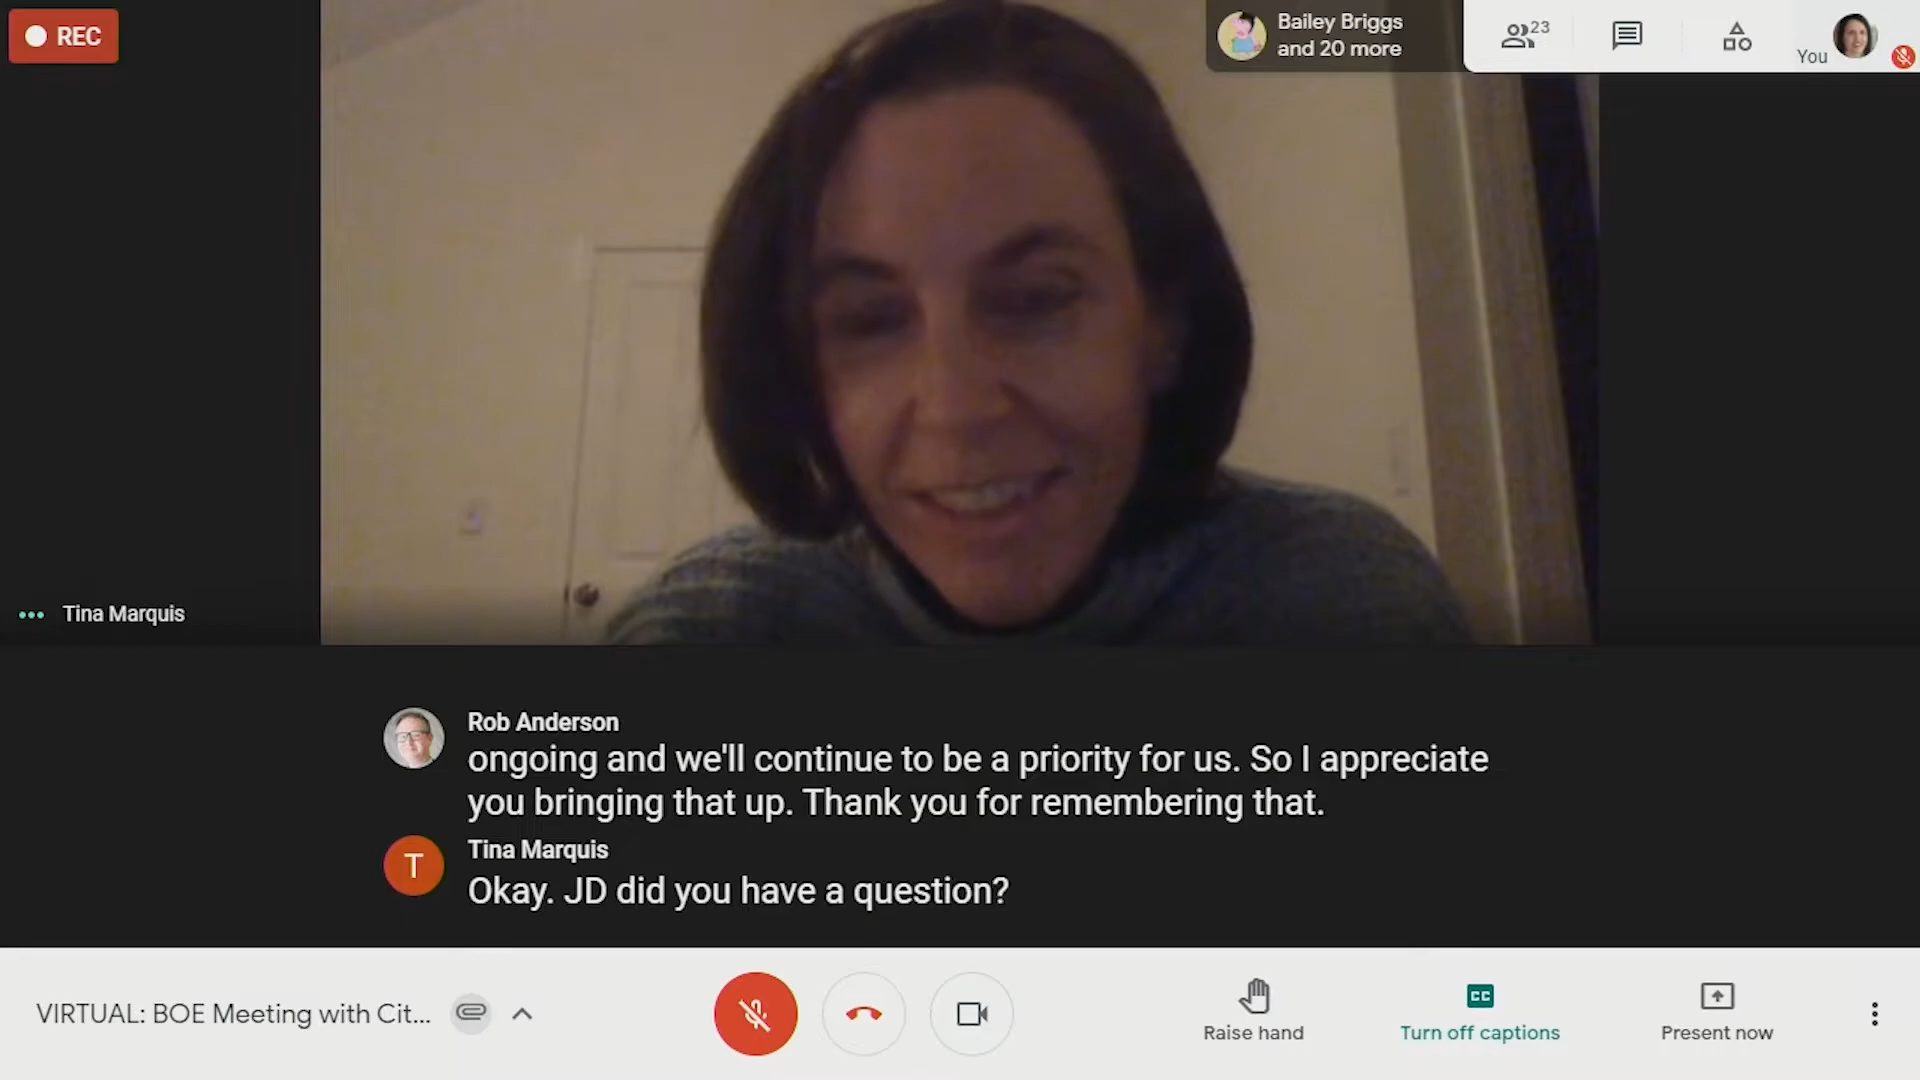 REC
Bailey Briggs
and 20 more
23
You
Tina Marquis
Rob Anderson
ongoing and we'll continue to be a priority for us. So I appreciate
you bringing that up. Thank you for remembering that.
T
Tina Marquis
Okay. JD did you have a question?
VIRTUAL: BOE Meeting with Cit...
Raise hand
CC
Turn off captions
Present now